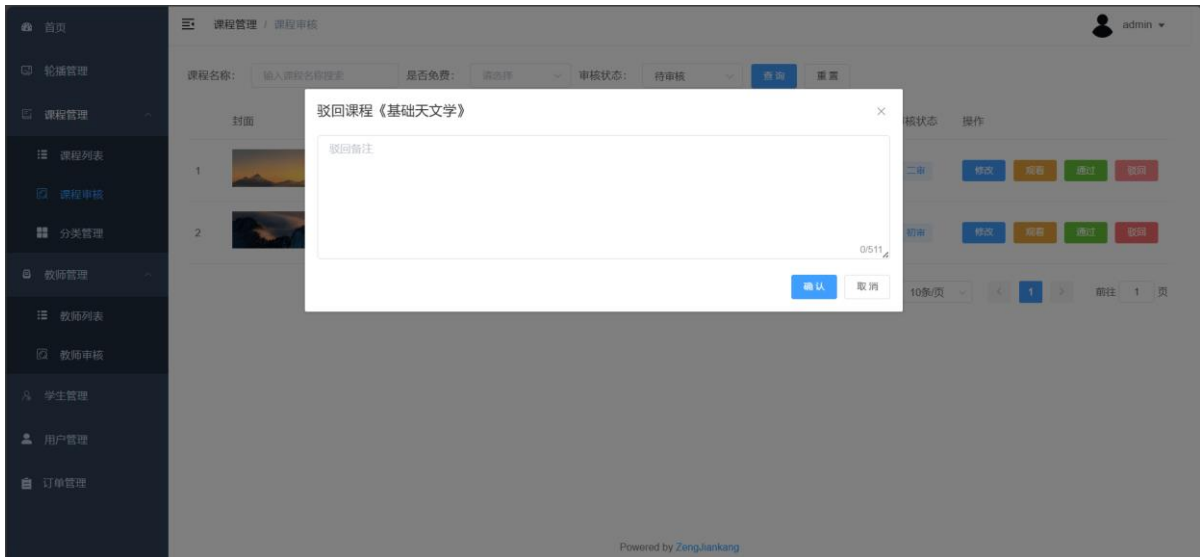 首页
课程管理 / 课程审核
admin
轮播管理
课程名称: 输入课程名称搜索 是否免费: 请选择 审核状态: 待审核 查询 重置
课程管理
驳回课程《基础天文学》
封面
核状态 操作
驳回备注
课程列表
1
二审 修改 观看 通过 驳回
课程审核
分类管理
2
初审 修改 观看 通过 驳回
0/511
教师管理
确认 取消
10条/页 1 前往 1 页
教师列表
教师审核
学生管理
用户管理
订单管理
Powered by ZengJiankang